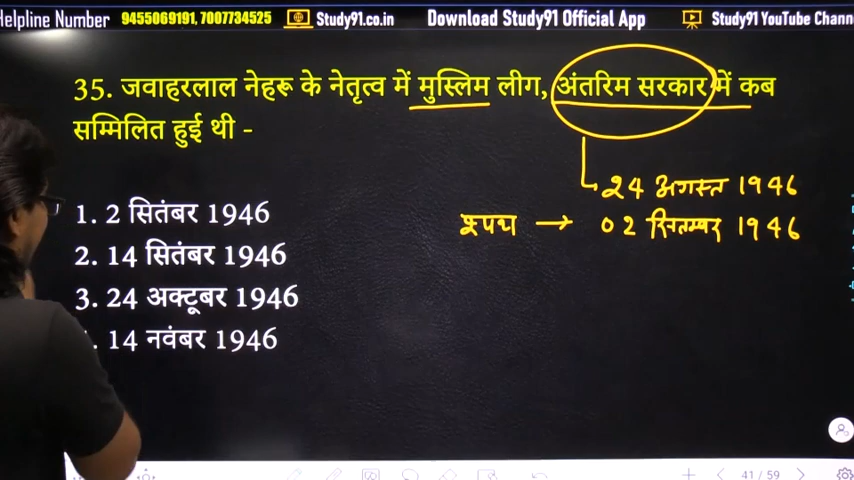 Helpline Number 9455069191, 7007734525 Study91.co.in Download Study91 Official App Study91 YouTube Chann
35. जवाहरलाल नेहरू के नेतृत्व में मुस्लिम लीग, अंतरिम सरकार में कब
सम्मिलित हुई थी -
24 अगस्त 1946
शपथ → 02 सितम्बर 1946
1. 2 सितंबर 1946
2. 14 सितंबर 1946
3. 24 अक्टूबर 1946
. 14 नवंबर 1946
41 / 59